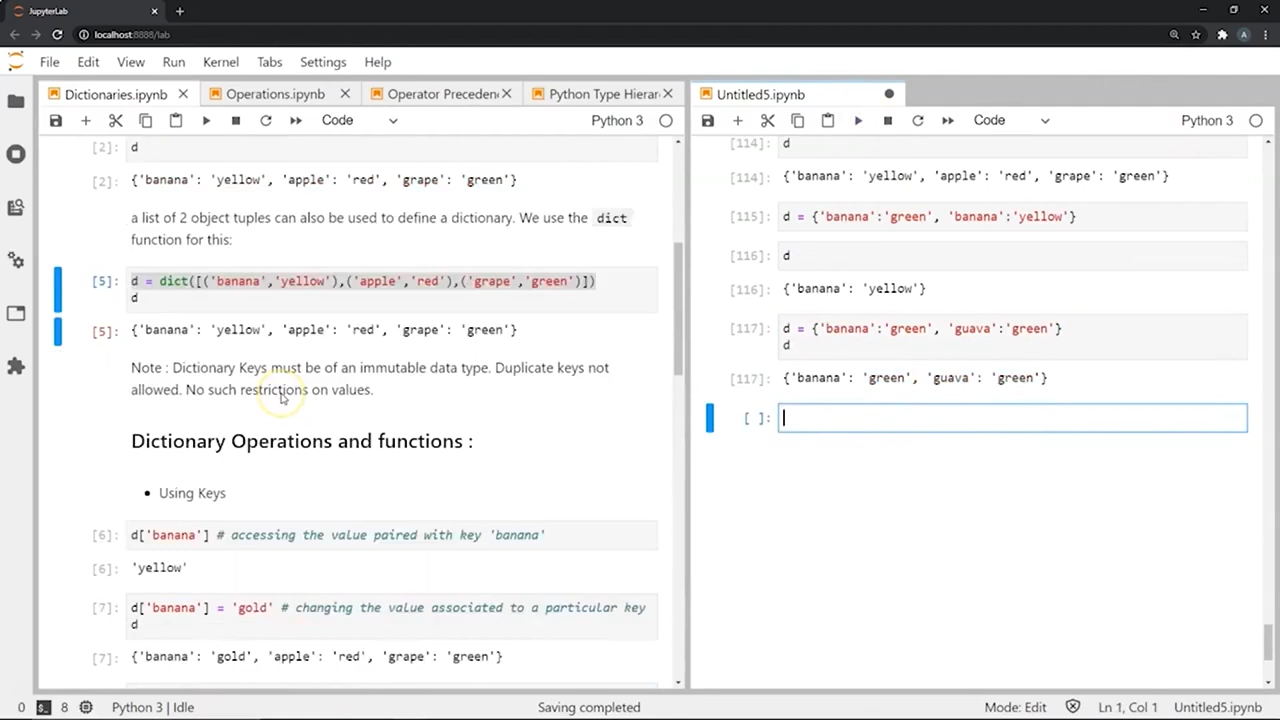 JupyterLab
localhost:8888/lab
File Edit View Run Kernel Tabs Settings Help
Dictionaries.ipynb Operations.ipynb Operator Preceden Python Type Hierar
Code Python 3
[2]: d
[2]: {'banana': 'yellow', 'apple': 'red', 'grape': 'green'}
a list of 2 object tuples can also be used to define a dictionary. We use the dict
function for this:
[5]: d = dict([('banana','yellow'),('apple','red'),('grape','green')])
d
[5]: {'banana': 'yellow', 'apple': 'red', 'grape': 'green'}
Note : Dictionary Keys must be of an immutable data type. Duplicate keys not
allowed. No such restrictions on values.
Dictionary Operations and functions :
• Using Keys
[6]: d['banana'] # accessing the value paired with key 'banana'
[6]: 'yellow'
[7]: d['banana'] = 'gold' # changing the value associated to a particular key
d
[7]: {'banana': 'gold', 'apple': 'red', 'grape': 'green'}
Untitled5.ipynb
Code Python 3
[114]: d
[114]: {'banana': 'yellow', 'apple': 'red', 'grape': 'green'}
[115]: d = {'banana':'green', 'banana':'yellow'}
[116]: d
[116]: {'banana': 'yellow'}
[117]: d = {'banana':'green', 'guava':'green'}
d
[117]: {'banana': 'green', 'guava': 'green'}
[ ]:
0 8 Python 3 | Idle Saving completed Mode: Edit Ln 1, Col 1 Untitled5.ipynb